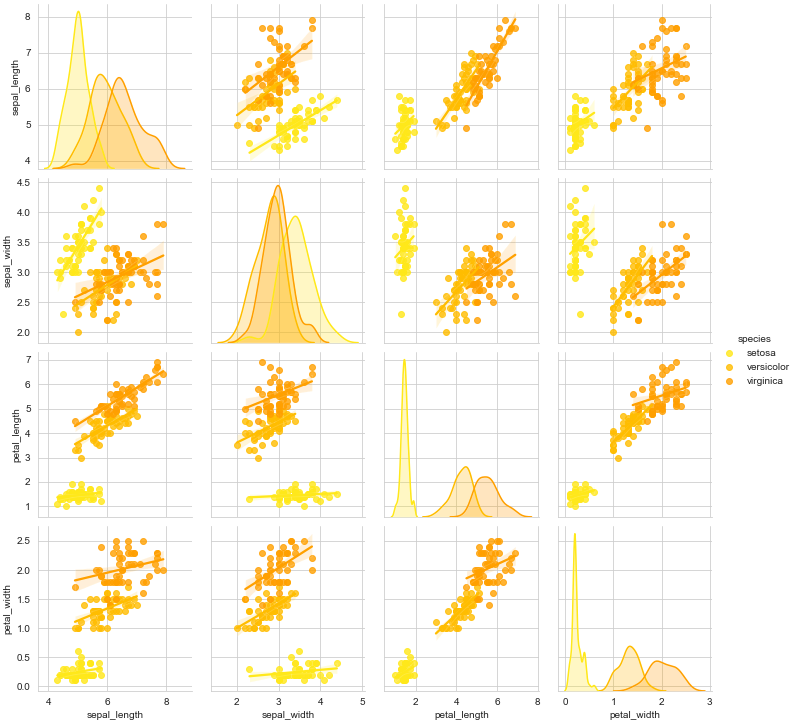 sepal_length
8
7
6
5
4
sepal_width
4.5
4.0
3.5
3.0
2.5
2.0
species
setosa
versicolor
virginica
petal_length
7
6
5
4
3
2
1
petal_width
2.5
2.0
1.5
1.0
0.5
0.0
4 6 8
2 3 4 5
2 4 6 8
0 1 2 3
sepal_length sepal_width petal_length petal_width